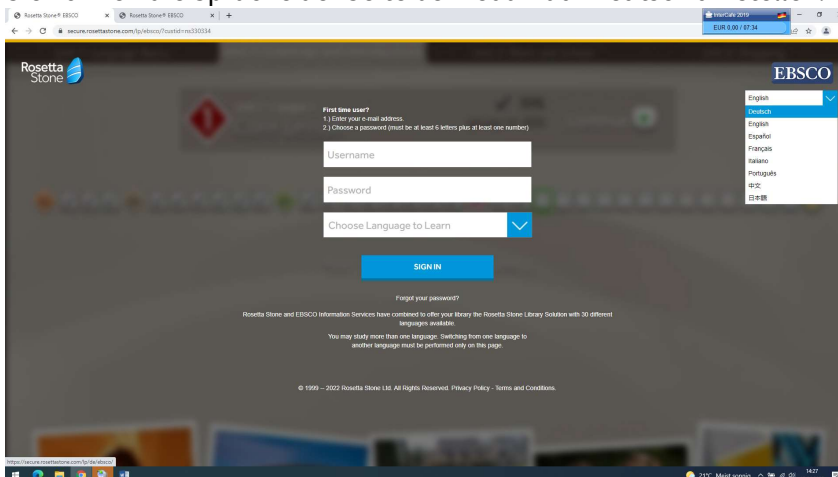 Rosetta Stone® EBSCO
Rosetta Stone® EBSCO
InterCafe 2019
EUR 0,00 / 07:34
secure.rosettastone.com/lp/ebsco/?custid=ns330334
Rosetta
Stone
EBSCO
English
Deutsch
English
Español
Français
Italiano
Português
中文
日本語
First time user?
1.) Enter your e-mail address.
2.) Choose a password (must be at least 6 letters plus at least one number)
Username
Password
Choose Language to Learn
SIGN IN
Forgot your password?
Rosetta Stone and EBSCO Information Services have combined to offer your library the Rosetta Stone Library Solution with 30 different
languages available.
You may study more than one language. Switching from one language to
another language must be performed only on this page.
© 1999 – 2022 Rosetta Stone Ltd. All Rights Reserved. Privacy Policy - Terms and Conditions.
https://secure.rosettastone.com/lp/de/ebsco/
21°C Meist sonnig
14:27